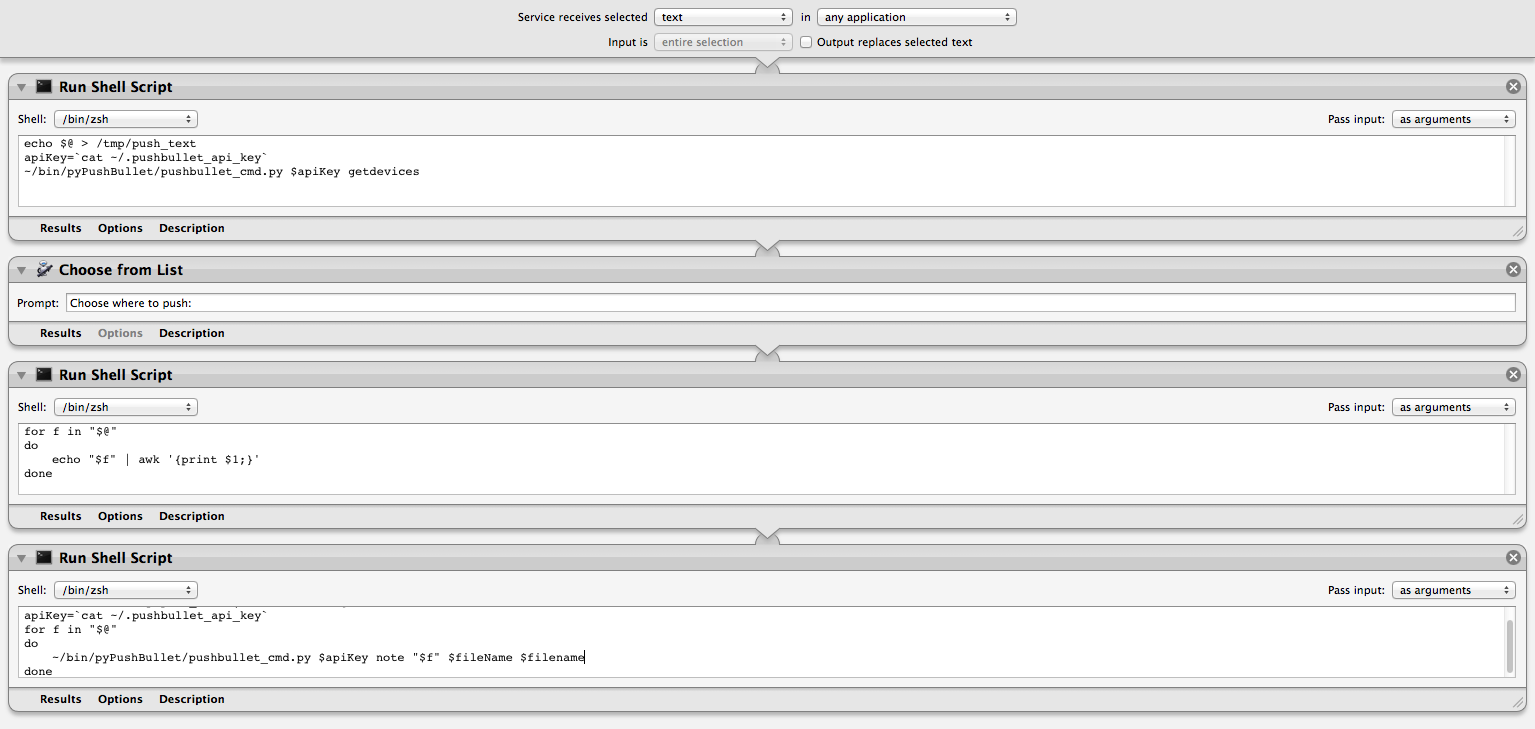 Service receives selected text in any application
Input is entire selection Output replaces selected text
Run Shell Script
Shell: /bin/zsh Pass input: as arguments
echo $@ > /tmp/push_text
apiKey=`cat ~/.pushbullet_api_key`
~/bin/pyPushBullet/pushbullet_cmd.py $apiKey getdevices
Results Options Description
Choose from List
Prompt: Choose where to push:
Results Options Description
Run Shell Script
Shell: /bin/zsh Pass input: as arguments
for f in "$@"
do
echo "$f" | awk '{print $1;}'
done
Results Options Description
Run Shell Script
Shell: /bin/zsh Pass input: as arguments
apiKey=`cat ~/.pushbullet_api_key`
for f in "$@"
do
~/bin/pyPushBullet/pushbullet_cmd.py $apiKey note "$f" $fileName $filename
done
Results Options Description